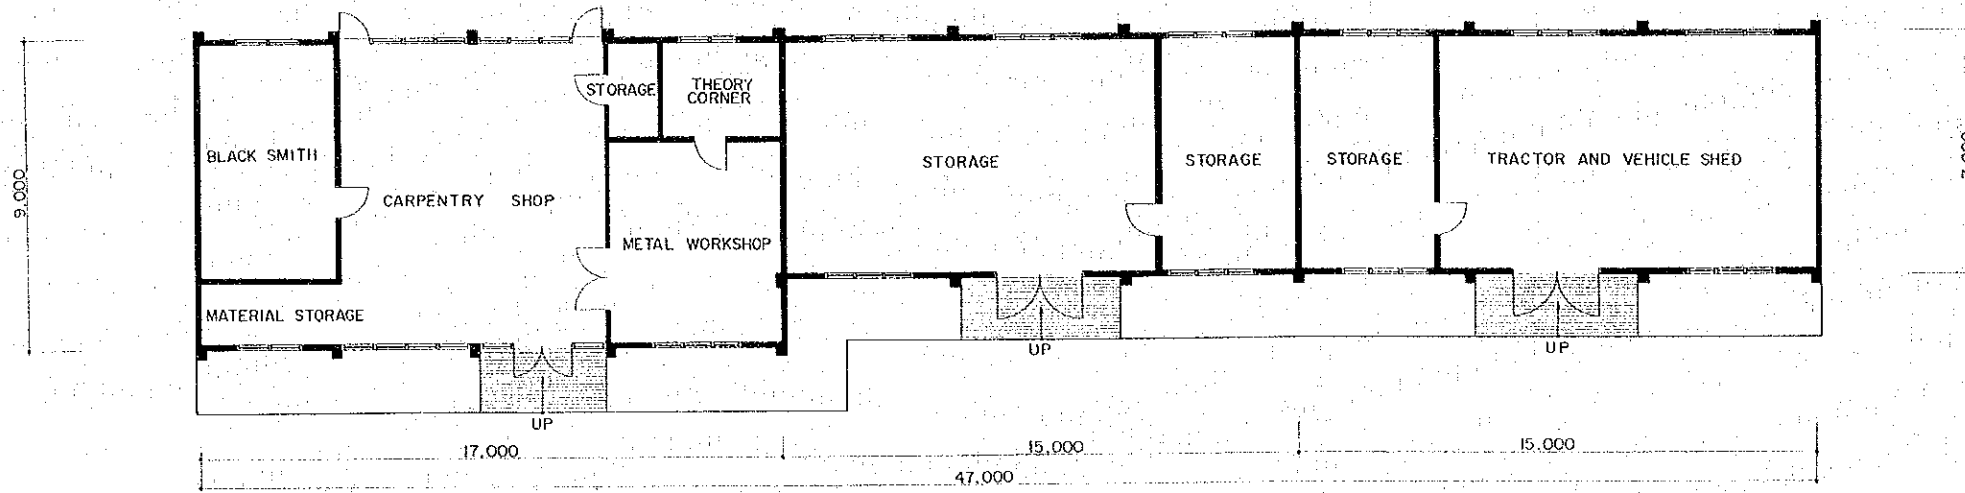 STORAGE
THEORY
CORNER
BLACK SMITH
CARPENTRY SHOP
METAL WORKSHOP
MATERIAL STORAGE
STORAGE
STORAGE
STORAGE
TRACTOR AND VEHICLE SHED
UP
UP
UP
9,000
17,000
15,000
15,000
47,000